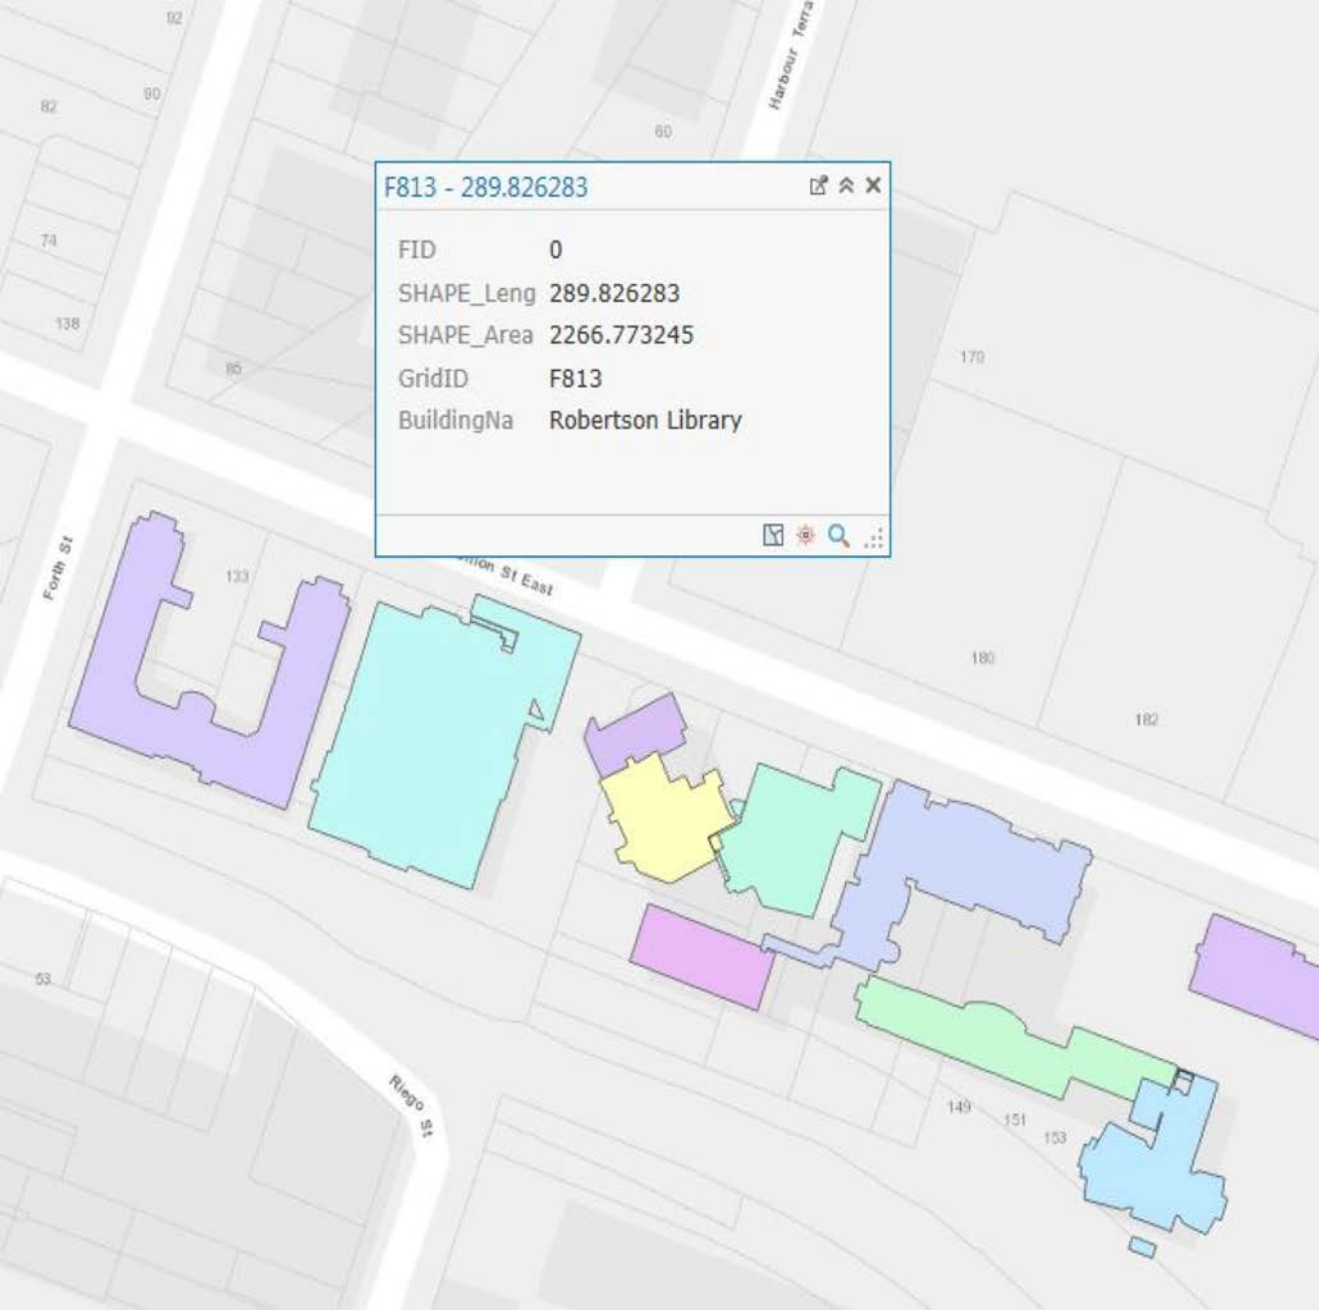 92
90
82
60
Harbour Terra
74
138
85
F813 - 289.826283
FID 0
SHAPE_Leng 289.826283
SHAPE_Area 2266.773245
GridID F813
BuildingNa Robertson Library
170
Forth St
133
nion St East
180
182
53
Riego St
149
151
153